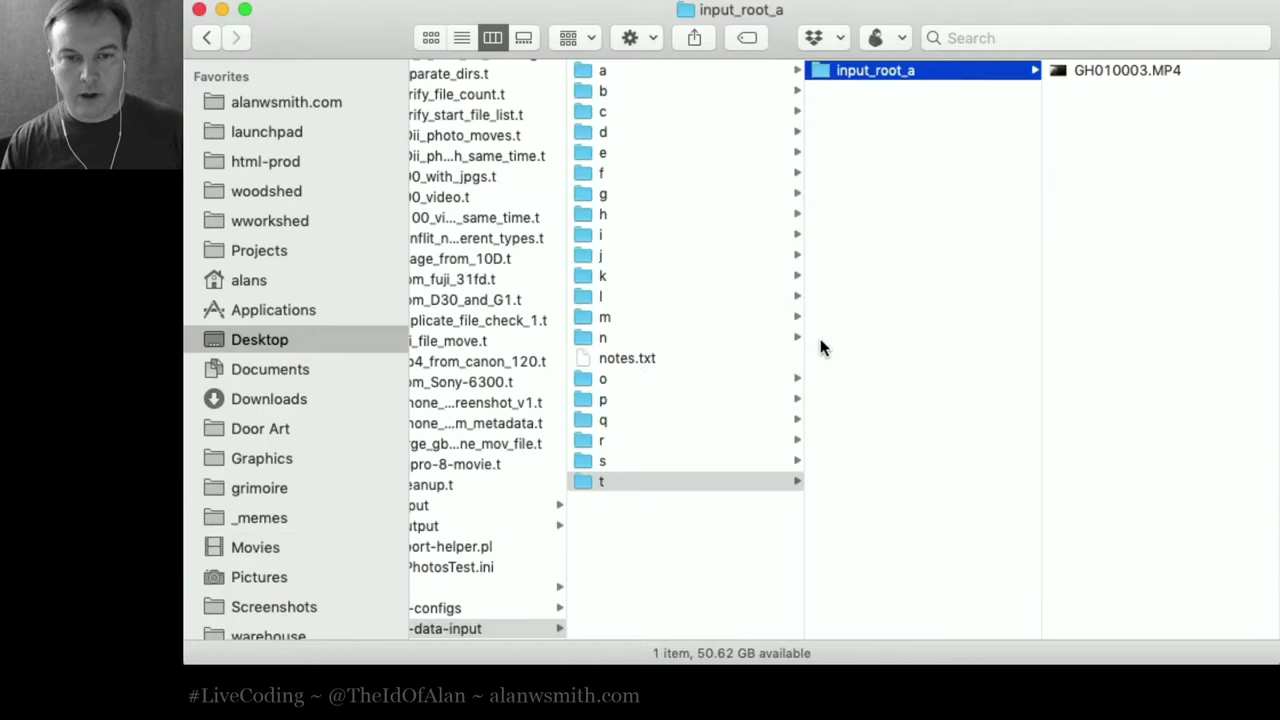 input_root_a
Search
Favorites
alanwsmith.com
launchpad
html-prod
woodshed
wworkshed
Projects
alans
Applications
Desktop
Documents
Downloads
Door Art
Graphics
grimoire
_memes
Movies
Pictures
Screenshots
warehouse
parate_dirs.t
rify_file_count.t
rify_start_file_list.t
0ii_photo_moves.t
0ii_ph...h_same_time.t
00_with_jpgs.t
00_video.t
00_vi..._same_time.t
nflit_n...erent_types.t
age_from_10D.t
om_fuji_31fd.t
om_D30_and_G1.t
plicate_file_check_1.t
i_file_move.t
p4_from_canon_120.t
om_Sony-6300.t
hone_...reenshot_v1.t
hone_...m_metadata.t
rge_gb...ne_mov_file.t
pro-8-movie.t
eanup.t
put
utput
port-helper.pl
PhotosTest.ini
-configs
-data-input
a
b
c
d
e
f
g
h
i
j
k
l
m
n
notes.txt
o
p
q
r
s
t
input_root_a
GH010003.MP4
1 item, 50.62 GB available
#LiveCoding ~ @TheIdOfAlan ~ alanwsmith.com